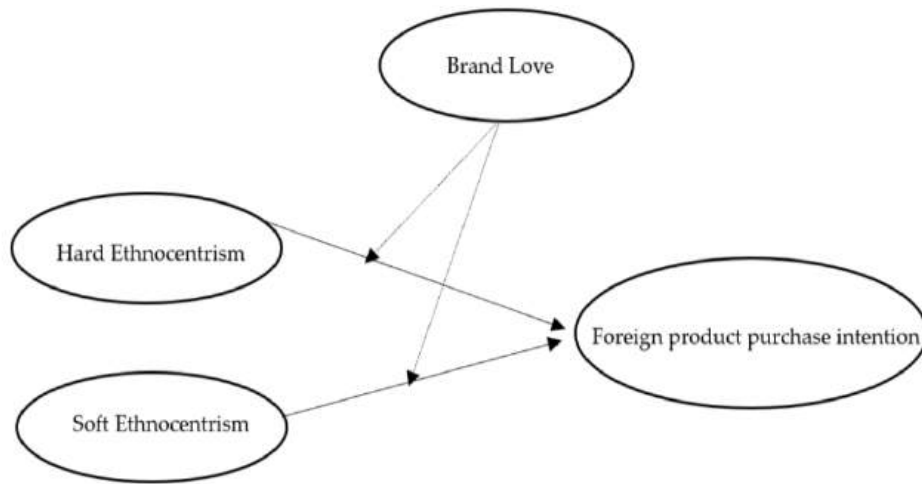 Brand Love
Hard Ethnocentrism
Foreign product purchase intention
Soft Ethnocentrism